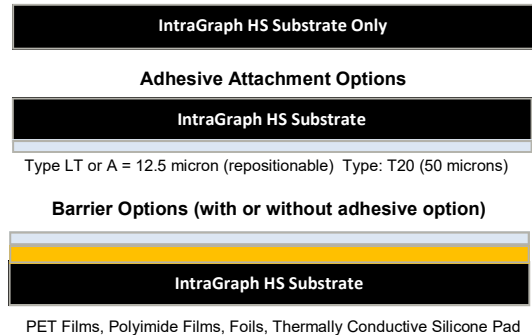 IntraGraph HS Substrate Only
Adhesive Attachment Options
IntraGraph HS Substrate
Type LT or A = 12.5 micron (repositionable)  Type: T20 (50 microns)
Barrier Options (with or without adhesive option)
IntraGraph HS Substrate
PET Films, Polyimide Films, Foils, Thermally Conductive Silicone Pad